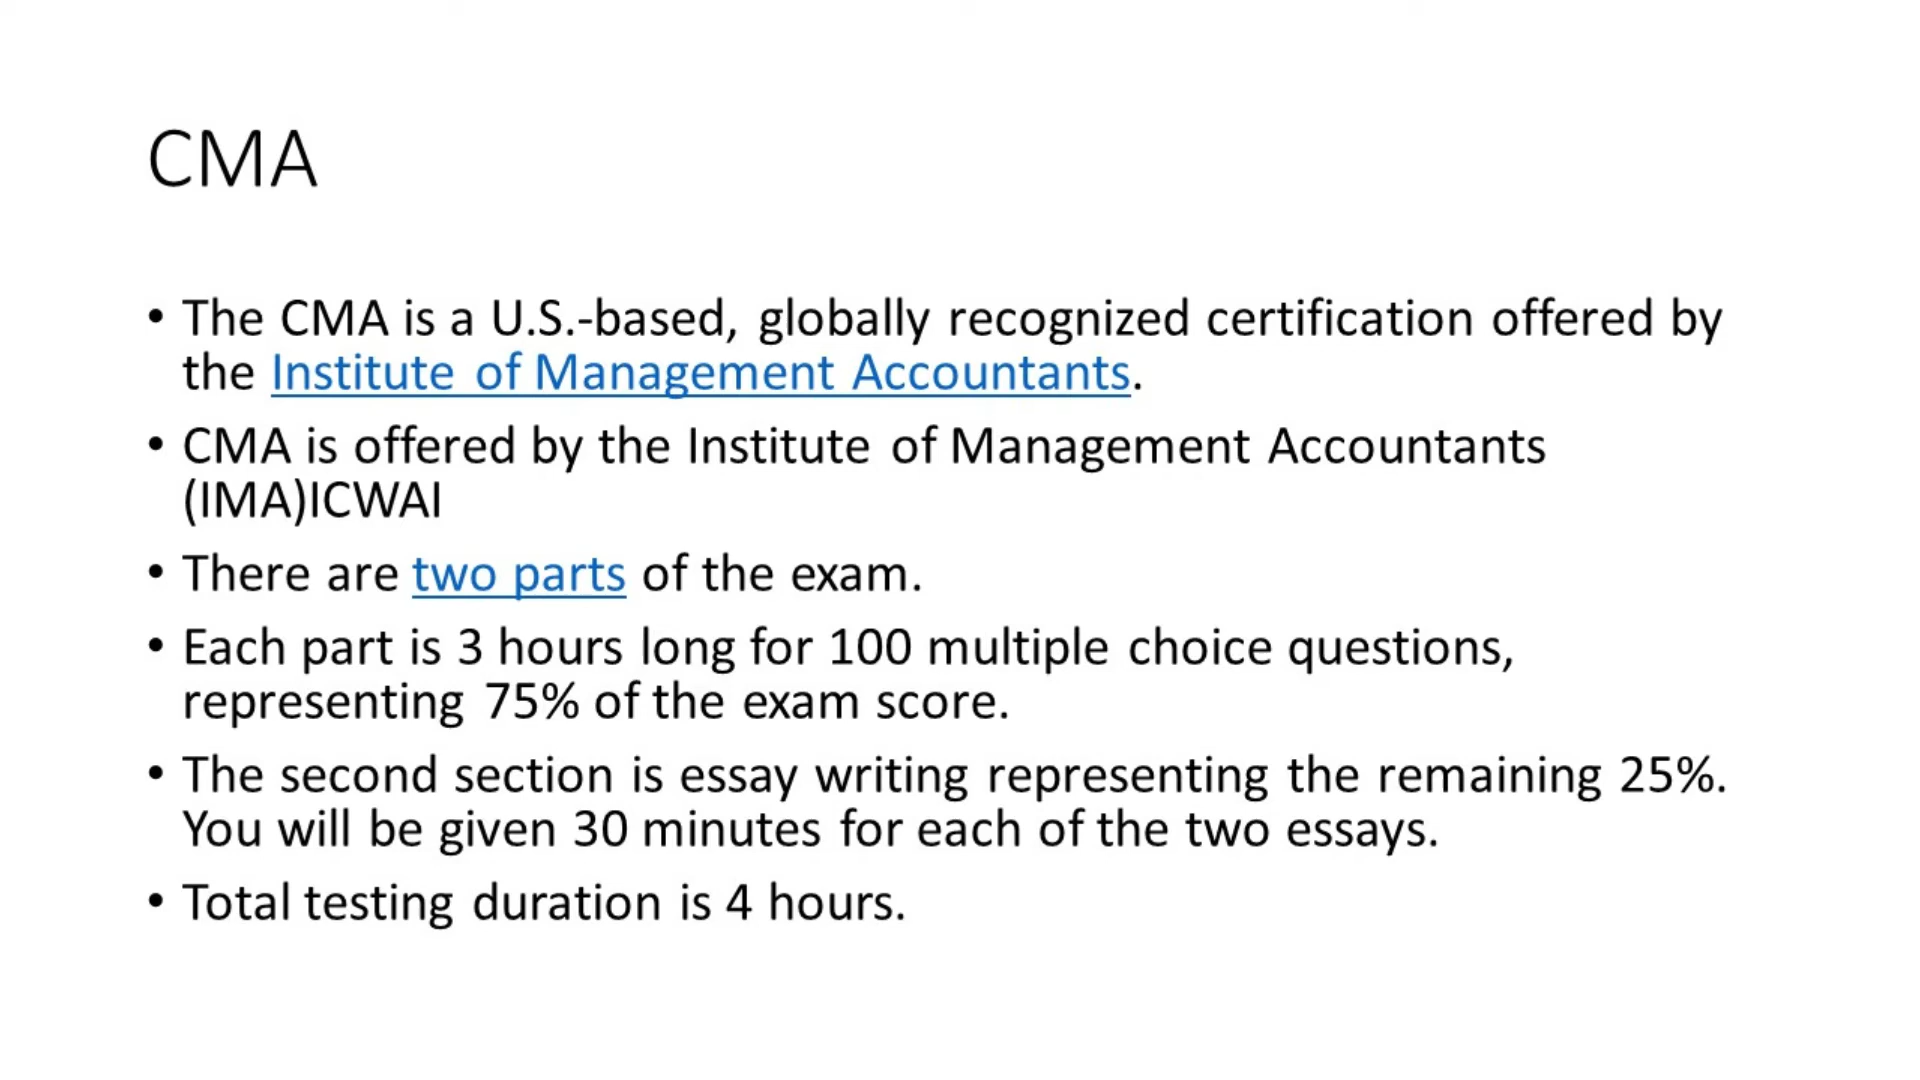 CMA
• The CMA is a U.S.-based, globally recognized certification offered by
the Institute of Management Accountants.
• CMA is offered by the Institute of Management Accountants
(IMA)ICWAI
• There are two parts of the exam.
• Each part is 3 hours long for 100 multiple choice questions,
representing 75% of the exam score.
• The second section is essay writing representing the remaining 25%.
You will be given 30 minutes for each of the two essays.
• Total testing duration is 4 hours.